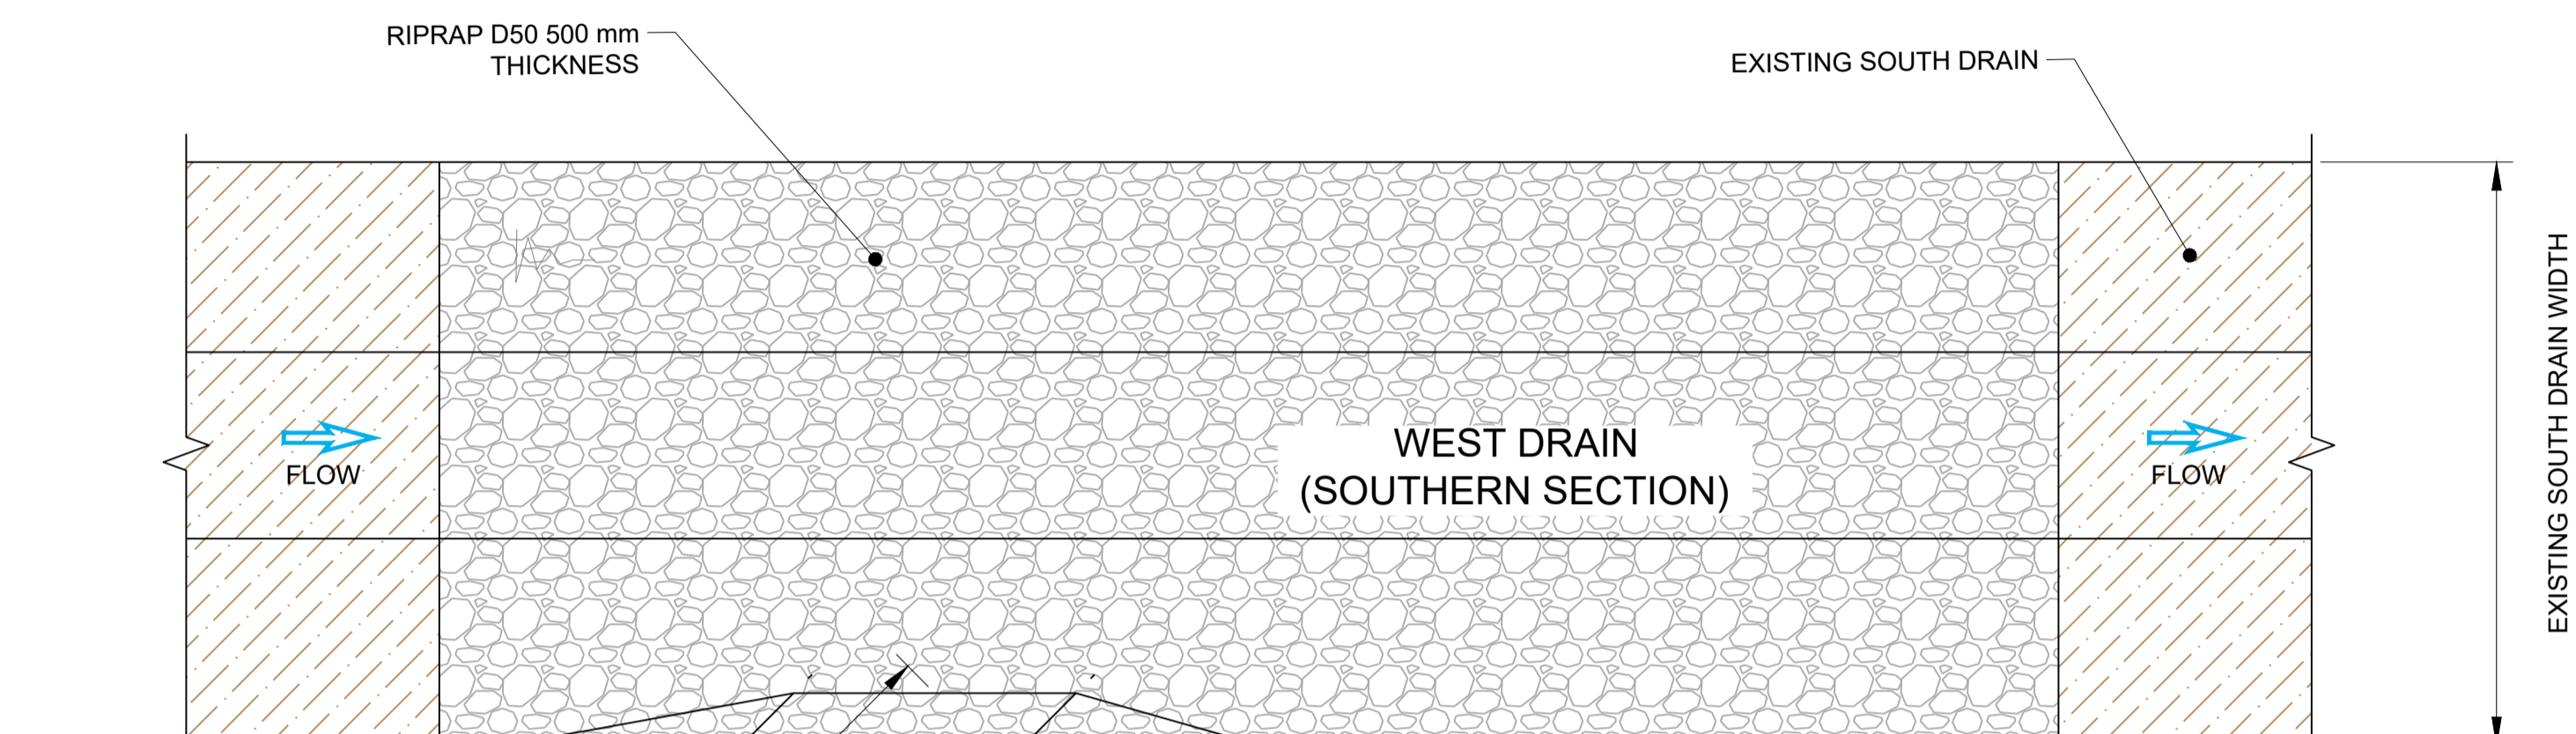 RIPRAP D50 500 mm
THICKNESS
EXISTING SOUTH DRAIN
WEST DRAIN
(SOUTHERN SECTION)
FLOW
FLOW
EXISTING SOUTH DRAIN WIDTH